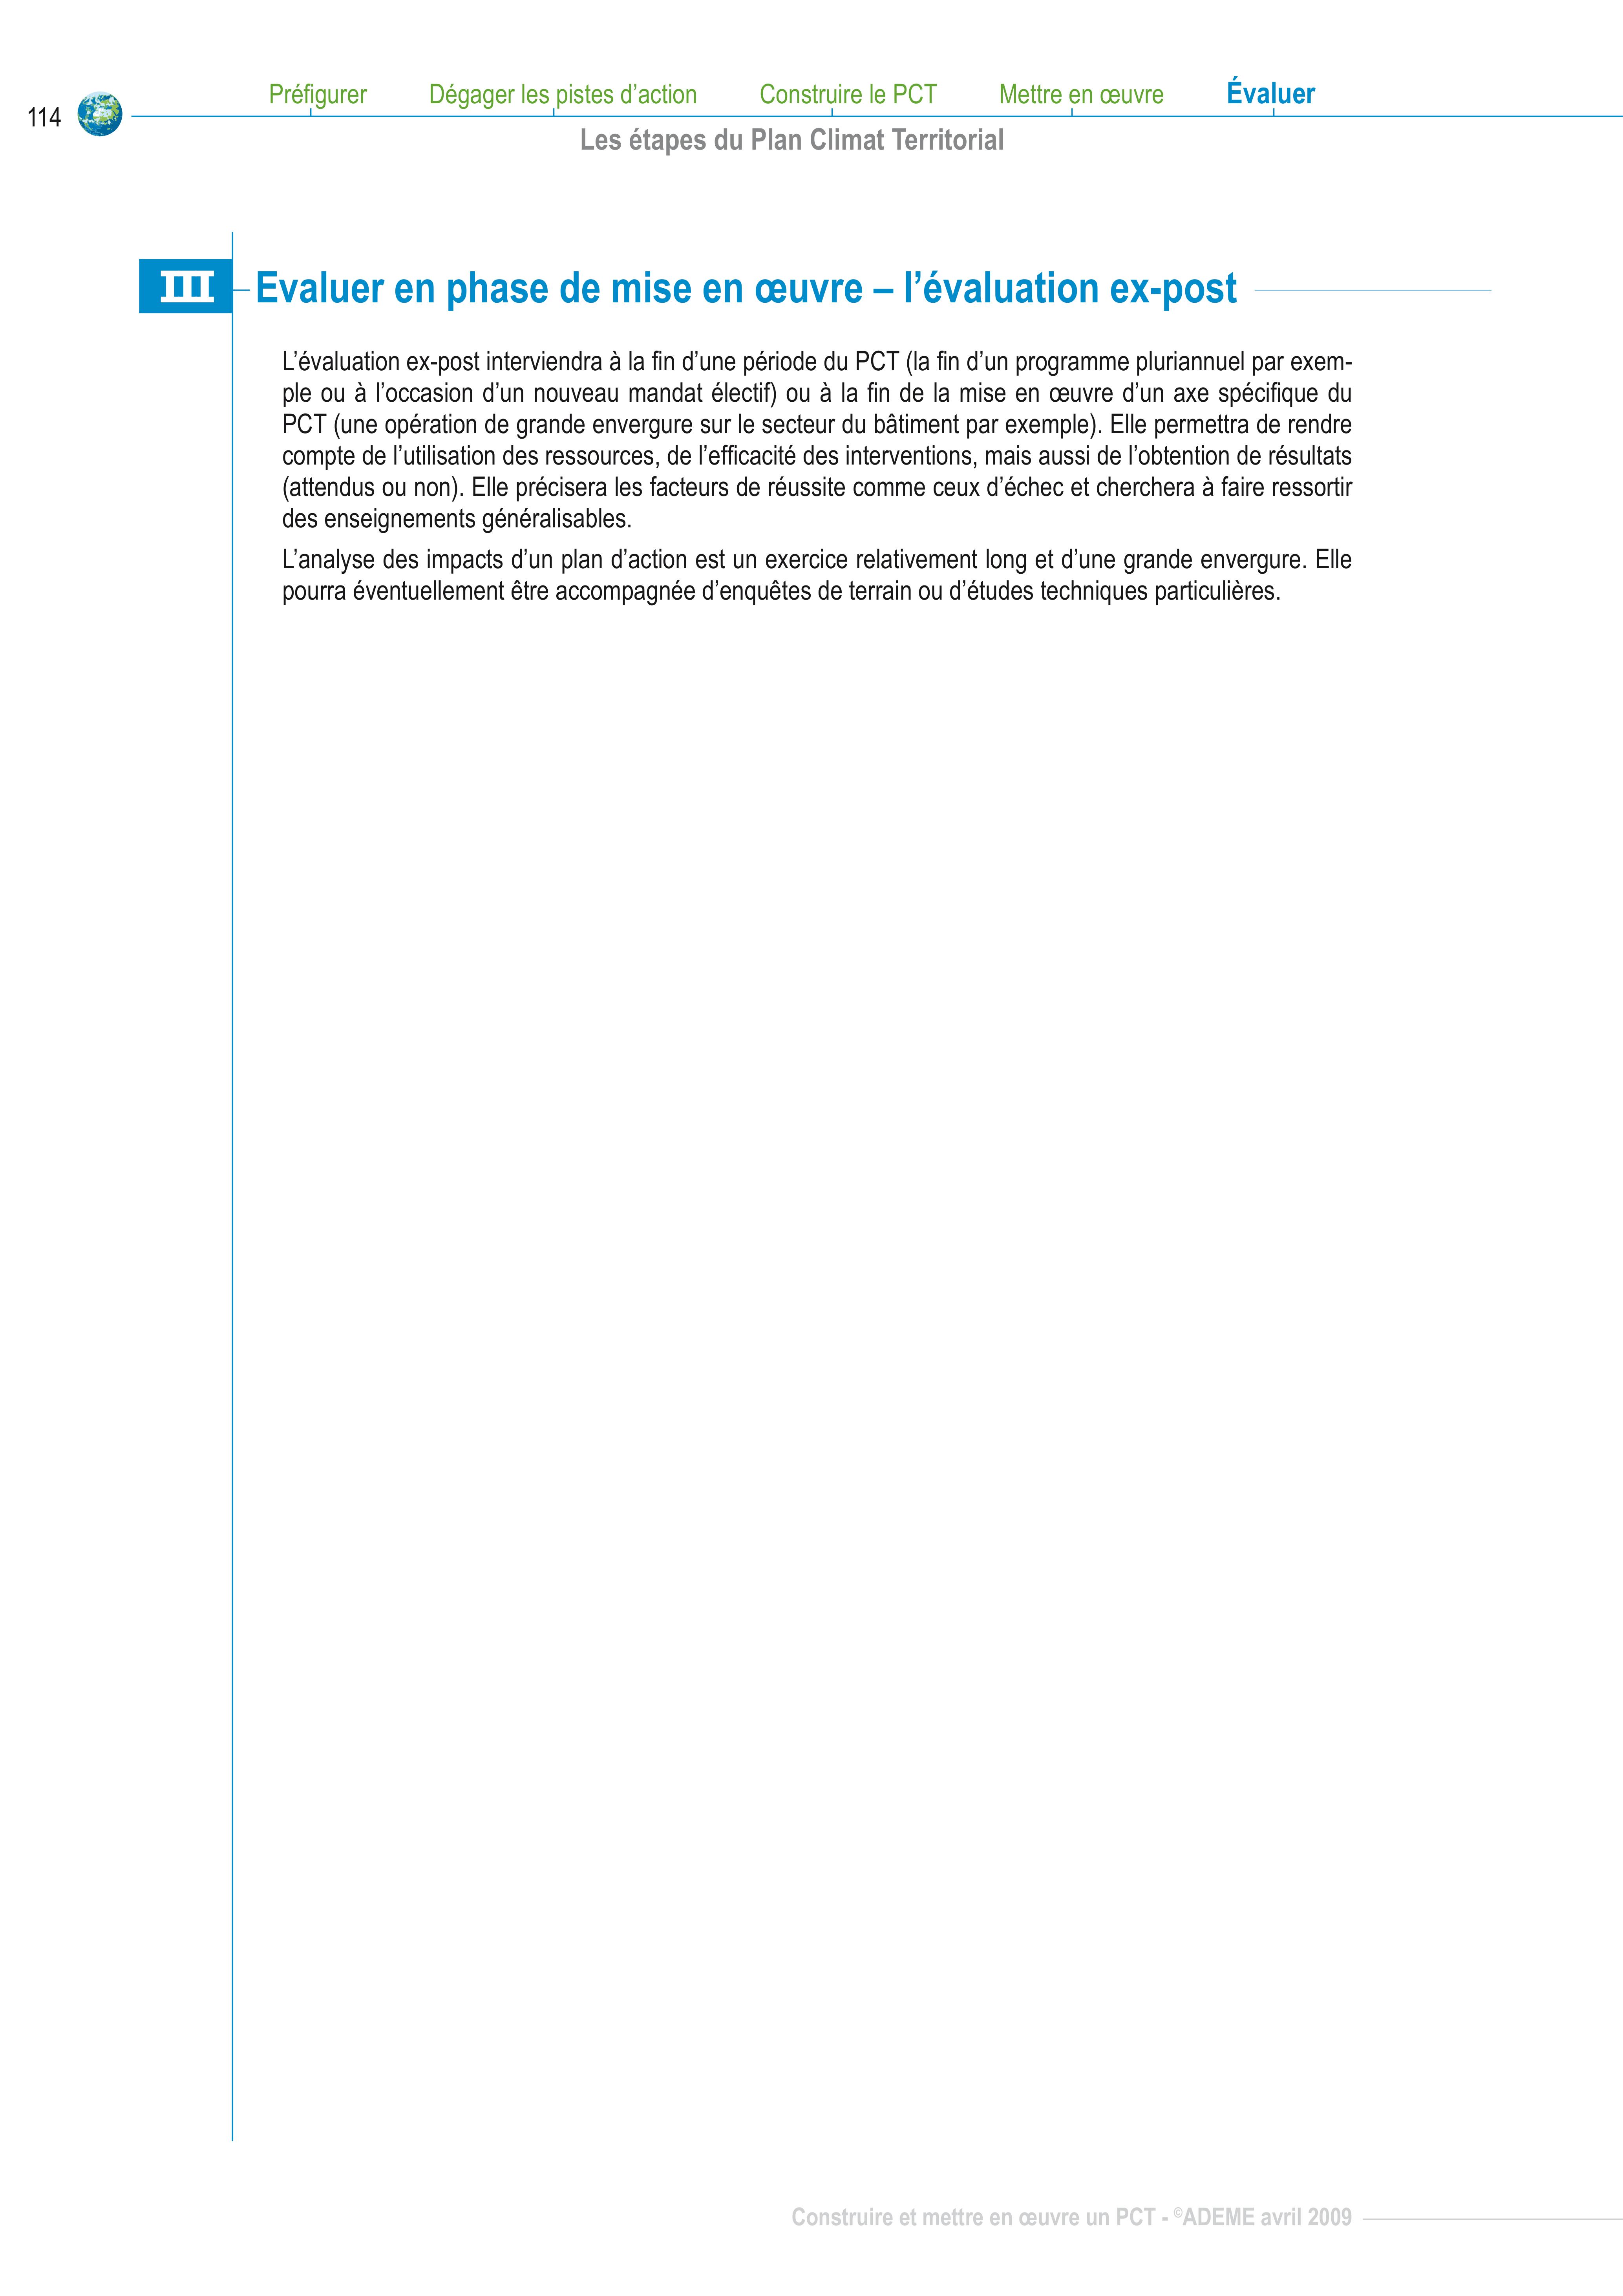 114
Préfigurer Dégager les pistes d’action Construire le PCT Mettre en œuvre Évaluer
Les étapes du Plan Climat Territorial
III Evaluer en phase de mise en œuvre – l’évaluation ex-post
L’évaluation ex-post interviendra à la fin d’une période du PCT (la fin d’un programme pluriannuel par exem-
ple ou à l’occasion d’un nouveau mandat électif) ou à la fin de la mise en œuvre d’un axe spécifique du
PCT (une opération de grande envergure sur le secteur du bâtiment par exemple). Elle permettra de rendre
compte de l’utilisation des ressources, de l’efficacité des interventions, mais aussi de l’obtention de résultats
(attendus ou non). Elle précisera les facteurs de réussite comme ceux d’échec et cherchera à faire ressortir
des enseignements généralisables.
L’analyse des impacts d’un plan d’action est un exercice relativement long et d’une grande envergure. Elle
pourra éventuellement être accompagnée d’enquêtes de terrain ou d’études techniques particulières.
Construire et mettre en œuvre un PCT - ©ADEME avril 2009